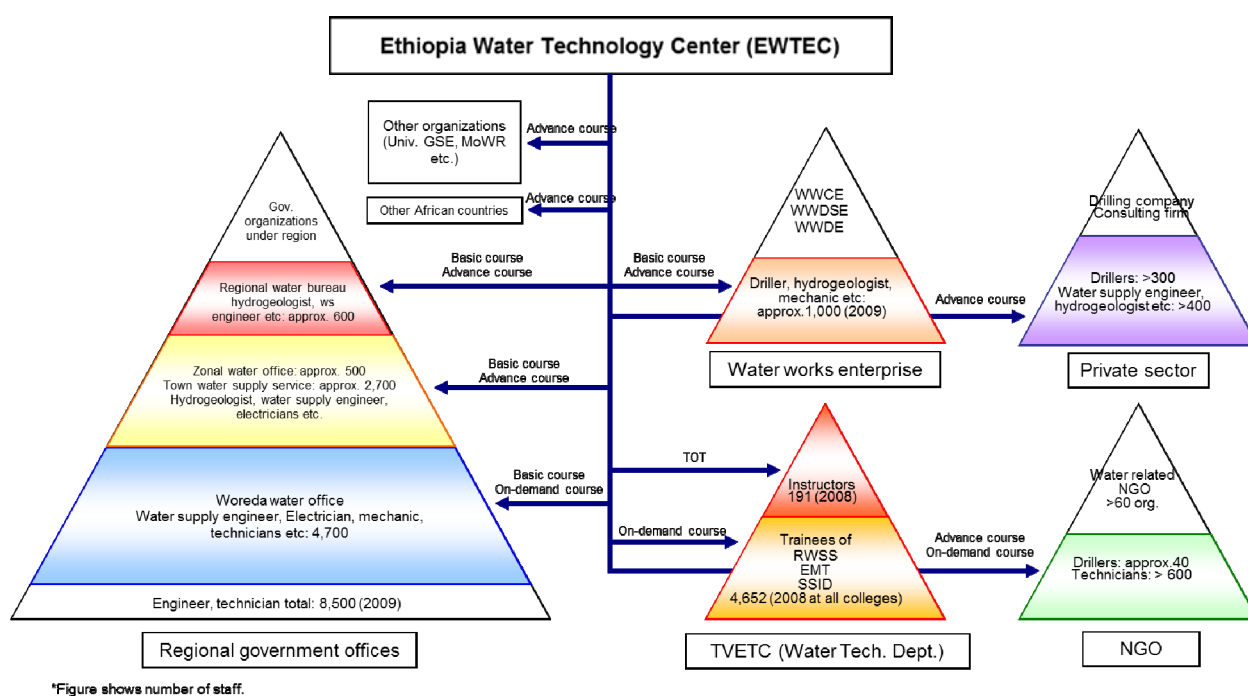 Ethiopia Water Technology Center (EWTEC)
Other organizations
(Univ. GSE, MoWR
etc.)
Advance course
Other African countries
Advance course
Gov.
organizations
under region
Regional water bureau
hydrogeologist, ws
engineer etc: approx. 600
Basic course
Advance course
Zonal water office: approx. 500
Town water supply service: approx. 2,700
Hydrogeologist, water supply engineer,
electricians etc.
Basic course
Advance course
Woreda water office
Water supply engineer, Electrician, mechanic,
technicians etc: 4,700
Basic course
On-demand course
Engineer, technician total: 8,500 (2009)
Regional government offices
*Figure shows number of staff.
Basic course
Advance course
WWCE
WWDSE
WWDE
Driller, hydrogeologist,
mechanic etc:
approx.1,000 (2009)
Water works enterprise
Advance course
Drilling company
Consulting firm
Drillers: >300
Water supply engineer,
hydrogeologist etc: >400
Private sector
TOT
Instructors
191 (2008)
On-demand course
Trainees of
RWSS
EMT
SSID
4,652 (2008 at all colleges)
TVETC (Water Tech. Dept.)
Advance course
On-demand course
Water related
NGO
>60 org.
Drillers: approx.40
Technicians: > 600
NGO